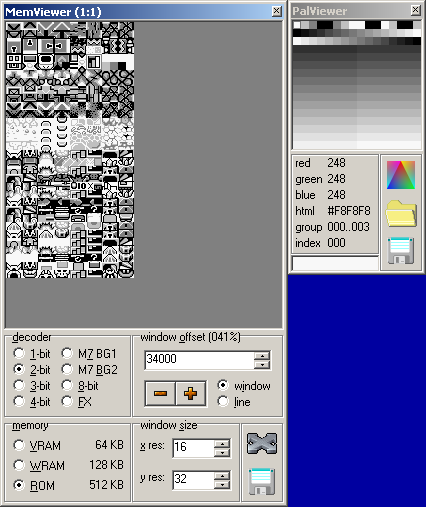 MemViewer (1:1)
PalViewer
red 248
green 248
blue 248
html #F8F8F8
group 000..003
index 000
decoder
1-bit M7 BG1
2-bit M7 BG2
3-bit 8-bit
4-bit FX
window offset (041%)
34000
window
line
memory
VRAM 64 KB
WRAM 128 KB
ROM 512 KB
window size
x res: 16
y res: 32